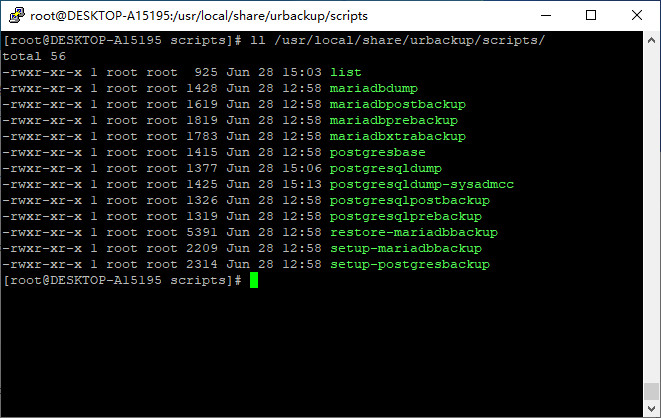 root@DESKTOP-A15195:/usr/local/share/urbackup/scripts
[root@DESKTOP-A15195 scripts]# ll /usr/local/share/urbackup/scripts/
total 56
-rwxr-xr-x 1 root root  925 Jun 28 15:03 list
-rwxr-xr-x 1 root root 1428 Jun 28 12:58 mariadbdump
-rwxr-xr-x 1 root root 1619 Jun 28 12:58 mariadbpostbackup
-rwxr-xr-x 1 root root 1819 Jun 28 12:58 mariadbprebackup
-rwxr-xr-x 1 root root 1783 Jun 28 12:58 mariadbxtrabackup
-rwxr-xr-x 1 root root 1415 Jun 28 12:58 postgresbase
-rwxr-xr-x 1 root root 1377 Jun 28 15:06 postgresqldump
-rwxr-xr-x 1 root root 1425 Jun 28 15:13 postgresqldump-sysadmcc
-rwxr-xr-x 1 root root 1326 Jun 28 12:58 postgresqlpostbackup
-rwxr-xr-x 1 root root 1319 Jun 28 12:58 postgresqlprebackup
-rwxr-xr-x 1 root root 5391 Jun 28 12:58 restore-mariadbbackup
-rwxr-xr-x 1 root root 2209 Jun 28 12:58 setup-mariadbbackup
-rwxr-xr-x 1 root root 2314 Jun 28 12:58 setup-postgresbackup
[root@DESKTOP-A15195 scripts]#